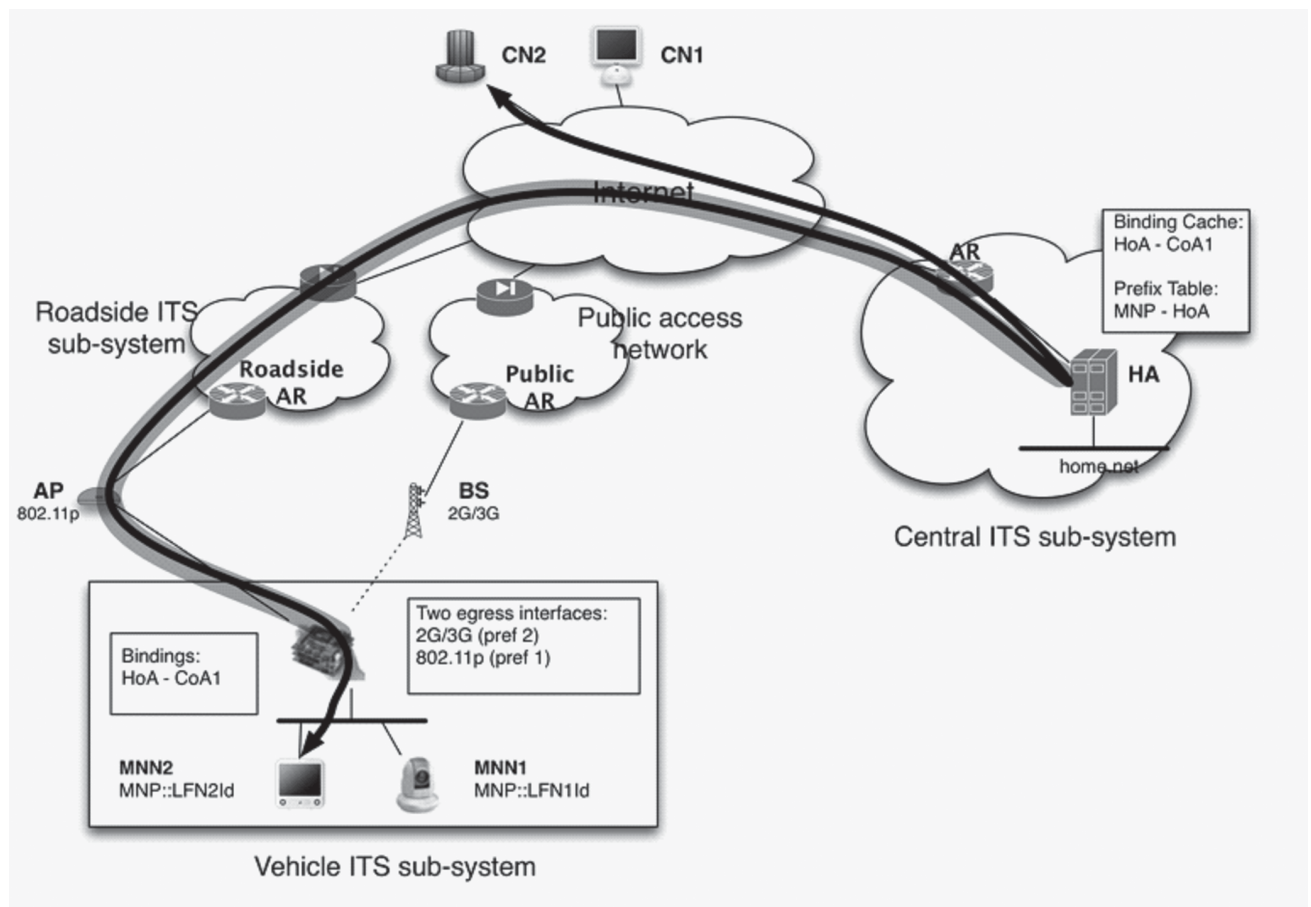 CN2
CN1
Internet
Binding Cache:
HoA - CoA1
Prefix Table:
MNP - HoA
AR
HA
home.net
Central ITS sub-system
Roadside ITS
sub-system
Roadside
AR
Public access
network
Public
AR
AP
802.11p
BS
2G/3G
Two egress interfaces:
2G/3G (pref 2)
802.11p (pref 1)
Bindings:
HoA - CoA1
MNN2
MNP::LFN2Id
MNN1
MNP::LFN1Id
Vehicle ITS sub-system